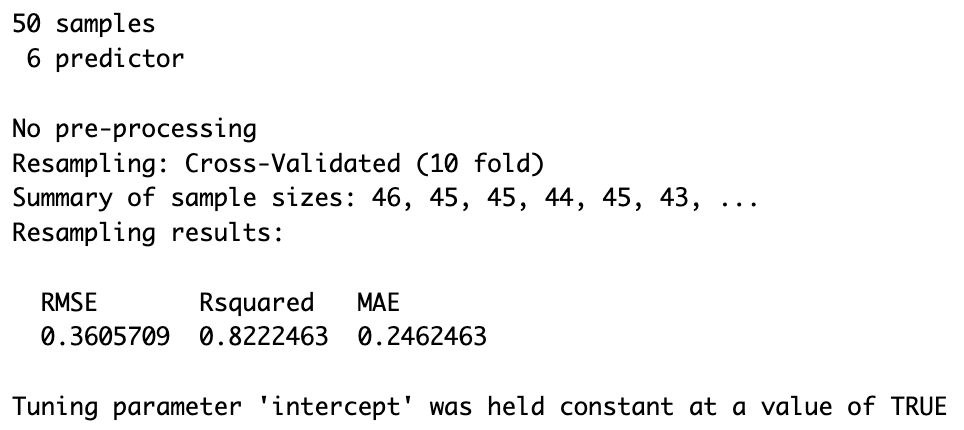 50 samples
 6 predictor

No pre-processing
Resampling: Cross-Validated (10 fold)
Summary of sample sizes: 46, 45, 45, 44, 45, 43, ...
Resampling results:

  RMSE       Rsquared   MAE
  0.3605709  0.8222463  0.2462463

Tuning parameter 'intercept' was held constant at a value of TRUE